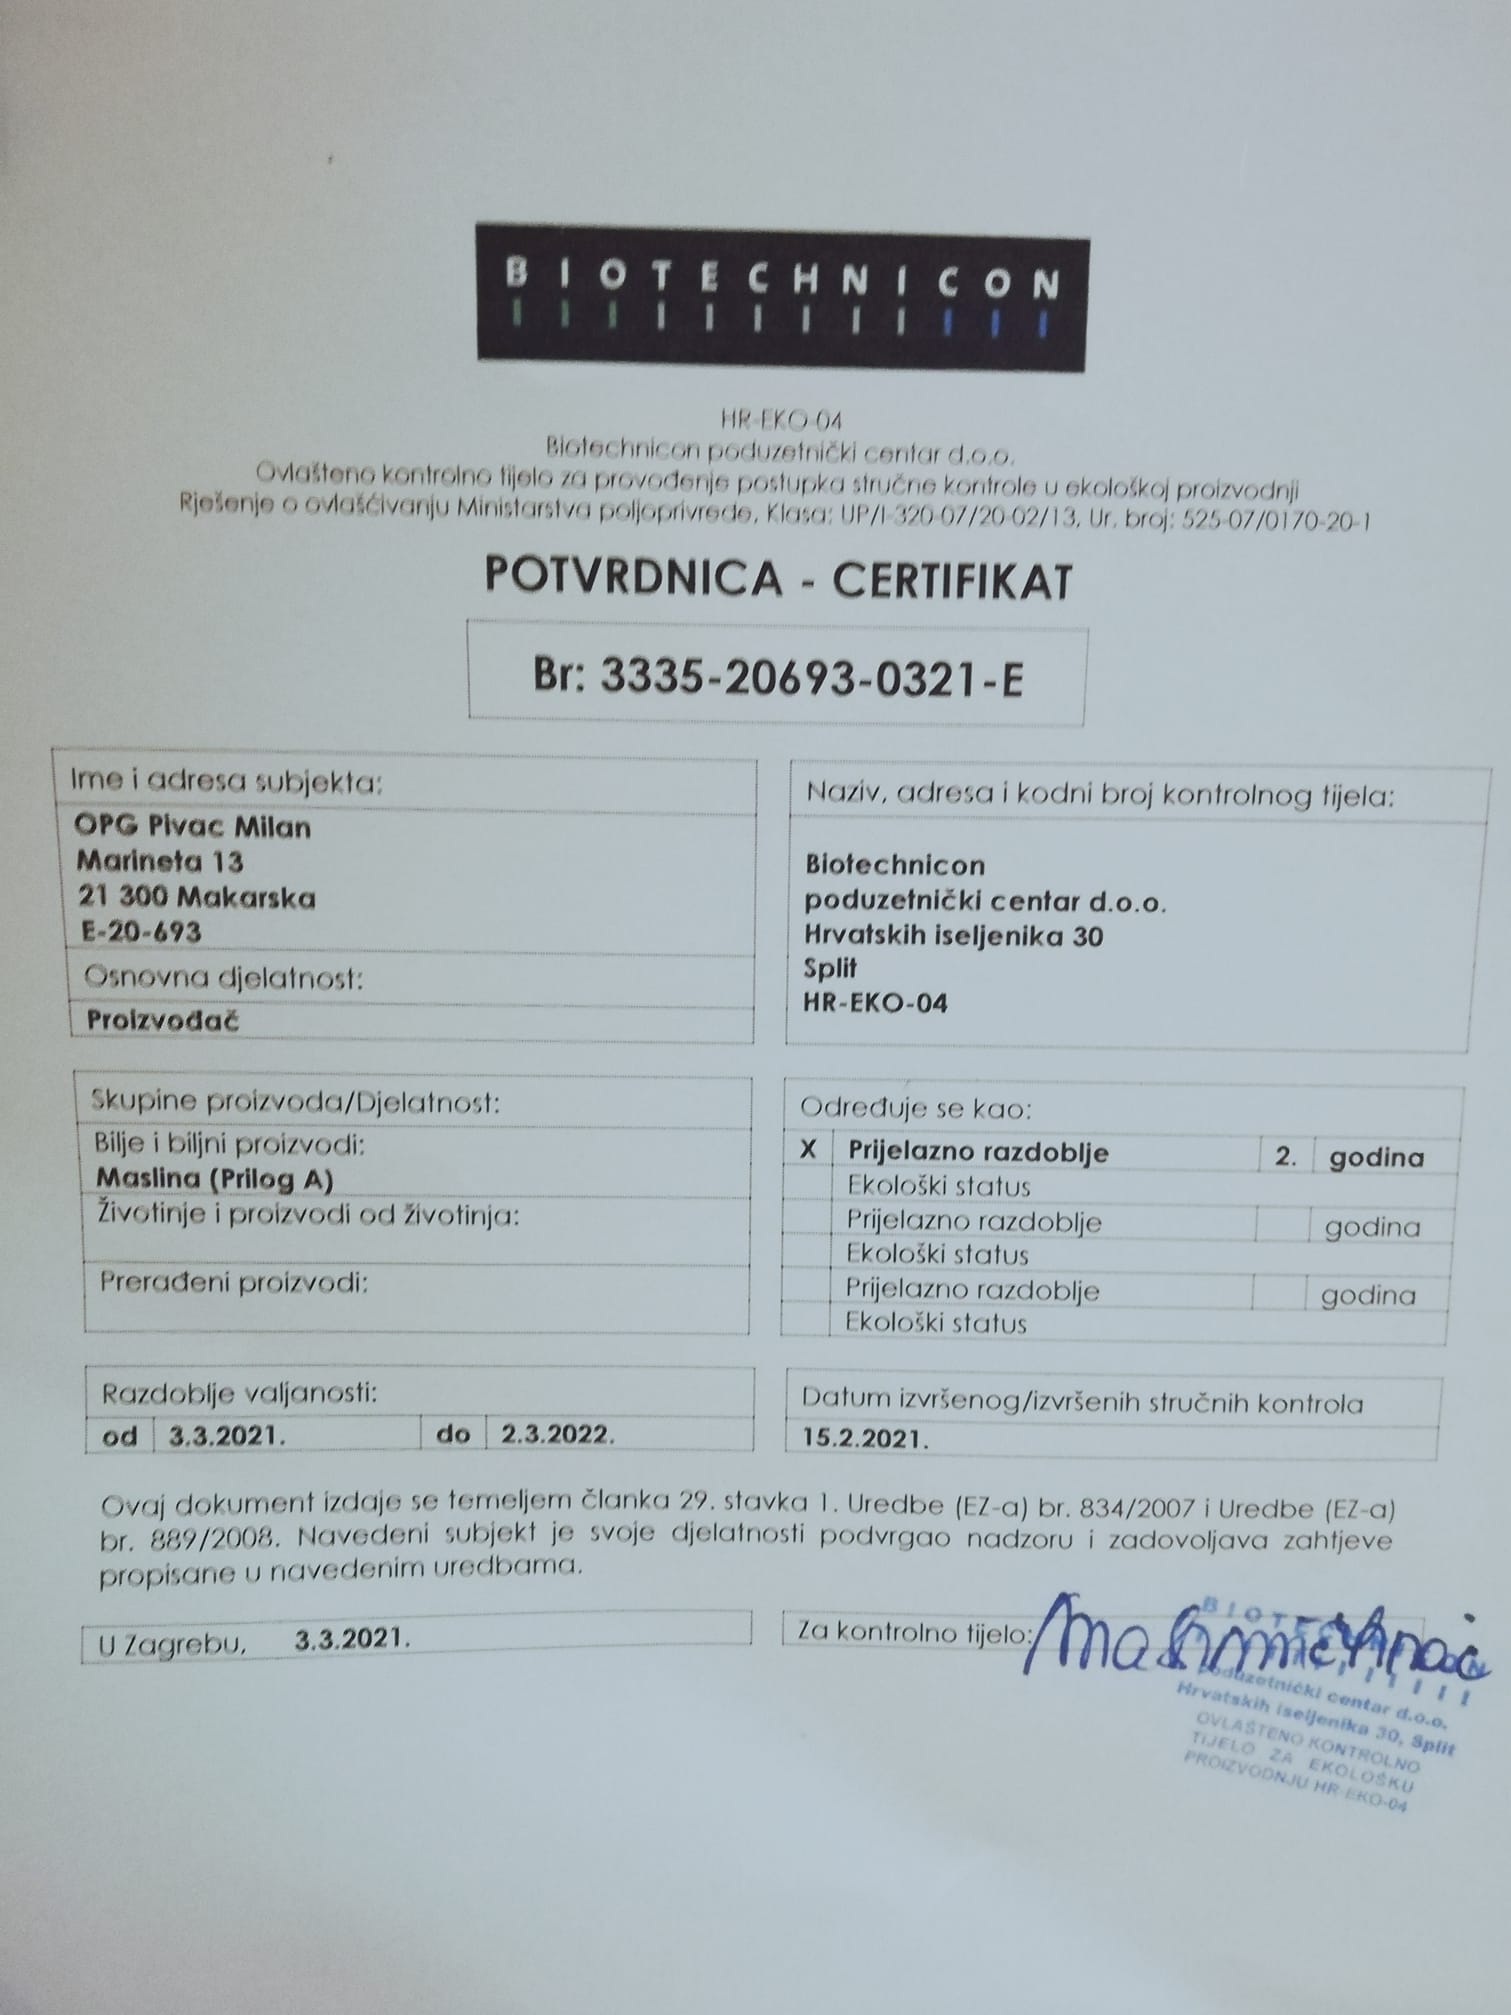 BIOTECHNICON
HR-EKO-04
Biotechnicon poduzetnički centar d.o.o.
Ovlašteno kontrolno tijelo za provođenje postupka stručne kontrole u ekološkoj proizvodnji
Rješenje o ovlašćivanju Ministarstva poljoprivrede, Klasa: UP/I-320-07/20-02/13, Ur. broj: 525-07/0170-20-1
POTVRDNICA - CERTIFIKAT
Br: 3335-20693-0321-E
Ime i adresa subjekta:
OPG Pivac Milan
Marineta 13
21 300 Makarska
E-20-693
Osnovna djelatnost:
Proizvođač
Naziv, adresa i kodni broj kontrolnog tijela:
Biotechnicon
poduzetnički centar d.o.o.
Hrvatskih iseljenika 30
Split
HR-EKO-04
Skupine proizvoda/Djelatnost:
Bilje i biljni proizvodi:
Maslina (Prilog A)
Životinje i proizvodi od životinja:
Prerađeni proizvodi:
Određuje se kao:
X Prijelazno razdoblje 2. godina
Ekološki status
Prijelazno razdoblje godina
Ekološki status
Prijelazno razdoblje godina
Ekološki status
Razdoblje valjanosti:
od 3.3.2021. do 2.3.2022.
Datum izvršenog/izvršenih stručnih kontrola
15.2.2021.
Ovaj dokument izdaje se temeljem članka 29. stavka 1. Uredbe (EZ-a) br. 834/2007 i Uredbe (EZ-a)
br. 889/2008. Navedeni subjekt je svoje djelatnosti podvrgao nadzoru i zadovoljava zahtjeve
propisane u navedenim uredbama.
U Zagrebu, 3.3.2021.
Za kontrolno tijelo:
poduzetnički centar d.o.o.
Hrvatskih iseljenika 30, Split
OVLAŠTENO KONTROLNO
TIJELO ZA EKOLOŠKU
PROIZVODNJU HR-EKO-04